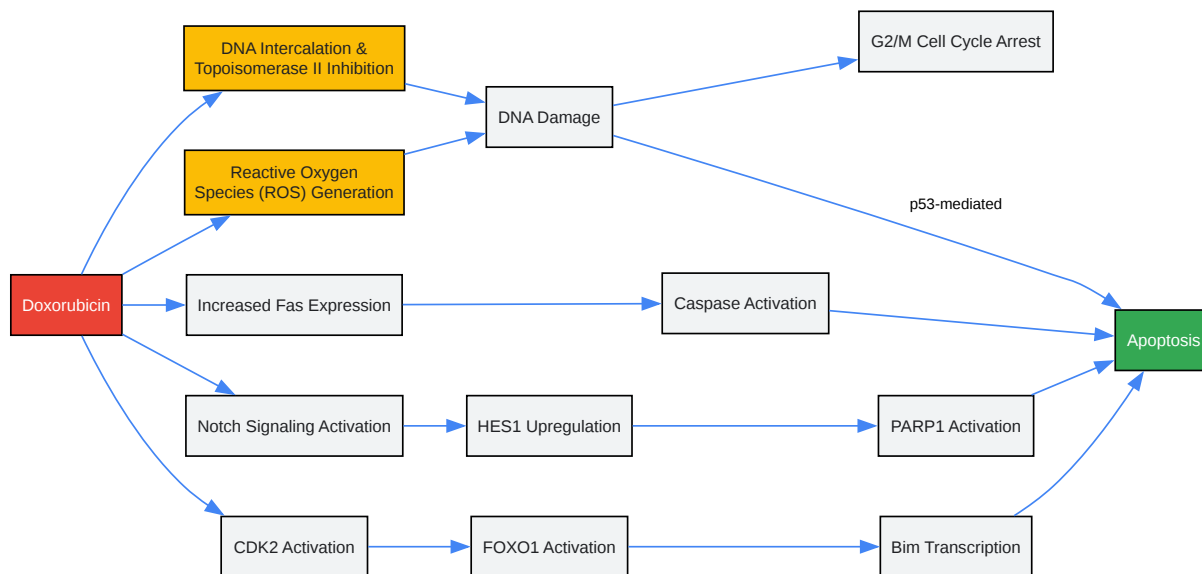 DNA Intercalation &
Topoisomerase II Inhibition
G2/M Cell Cycle Arrest
DNA Damage
Reactive Oxygen
Species (ROS) Generation
p53-mediated
Doxorubicin
Increased Fas Expression
Caspase Activation
Apoptosis
Notch Signaling Activation
HES1 Upregulation
PARP1 Activation
CDK2 Activation
FOXO1 Activation
Bim Transcription